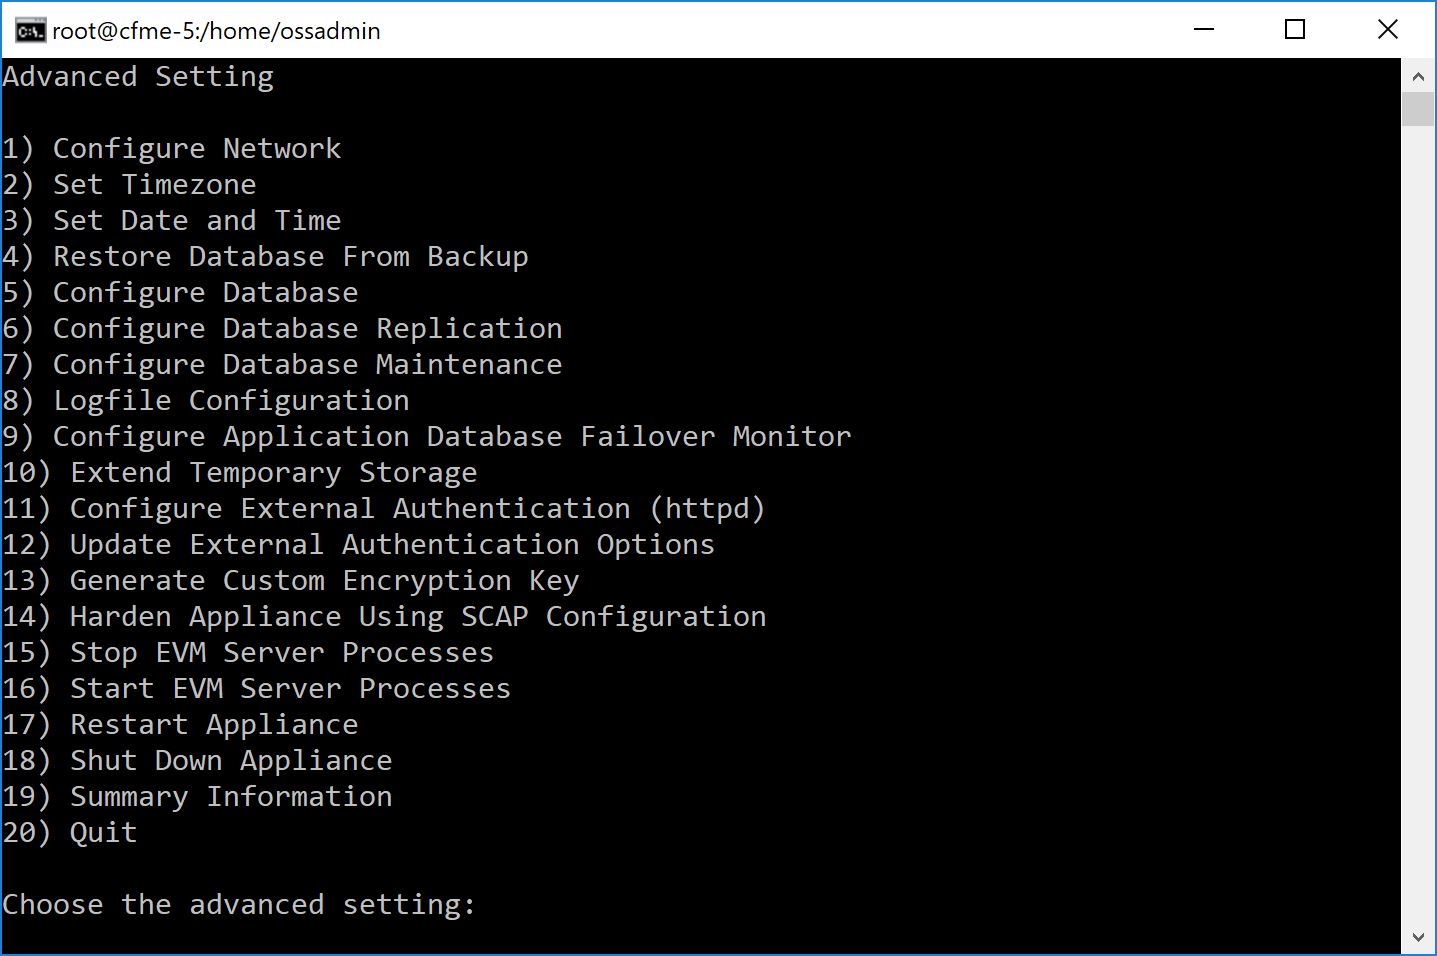 root@cfme-5:/home/ossadmin
Advanced Setting
1) Configure Network
2) Set Timezone
3) Set Date and Time
4) Restore Database From Backup
5) Configure Database
6) Configure Database Replication
7) Configure Database Maintenance
8) Logfile Configuration
9) Configure Application Database Failover Monitor
10) Extend Temporary Storage
11) Configure External Authentication (httpd)
12) Update External Authentication Options
13) Generate Custom Encryption Key
14) Harden Appliance Using SCAP Configuration
15) Stop EVM Server Processes
16) Start EVM Server Processes
17) Restart Appliance
18) Shut Down Appliance
19) Summary Information
20) Quit
Choose the advanced setting: